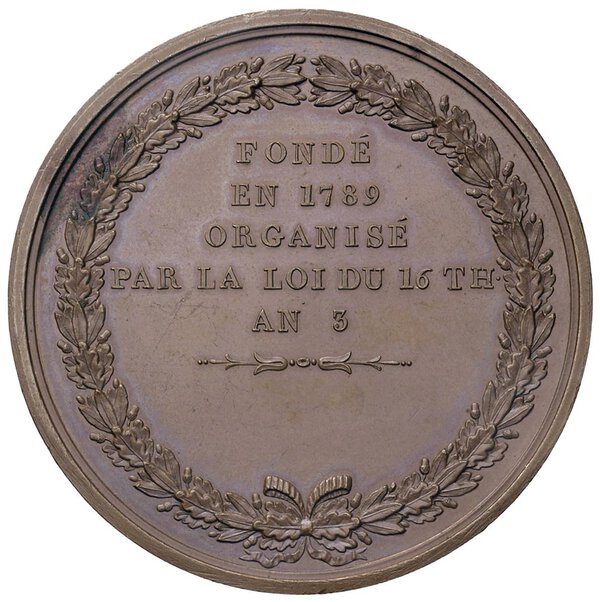 FONDÉ
EN 1789
ORGANISÉ
PAR LA LOI DU 16 TH·
AN 3